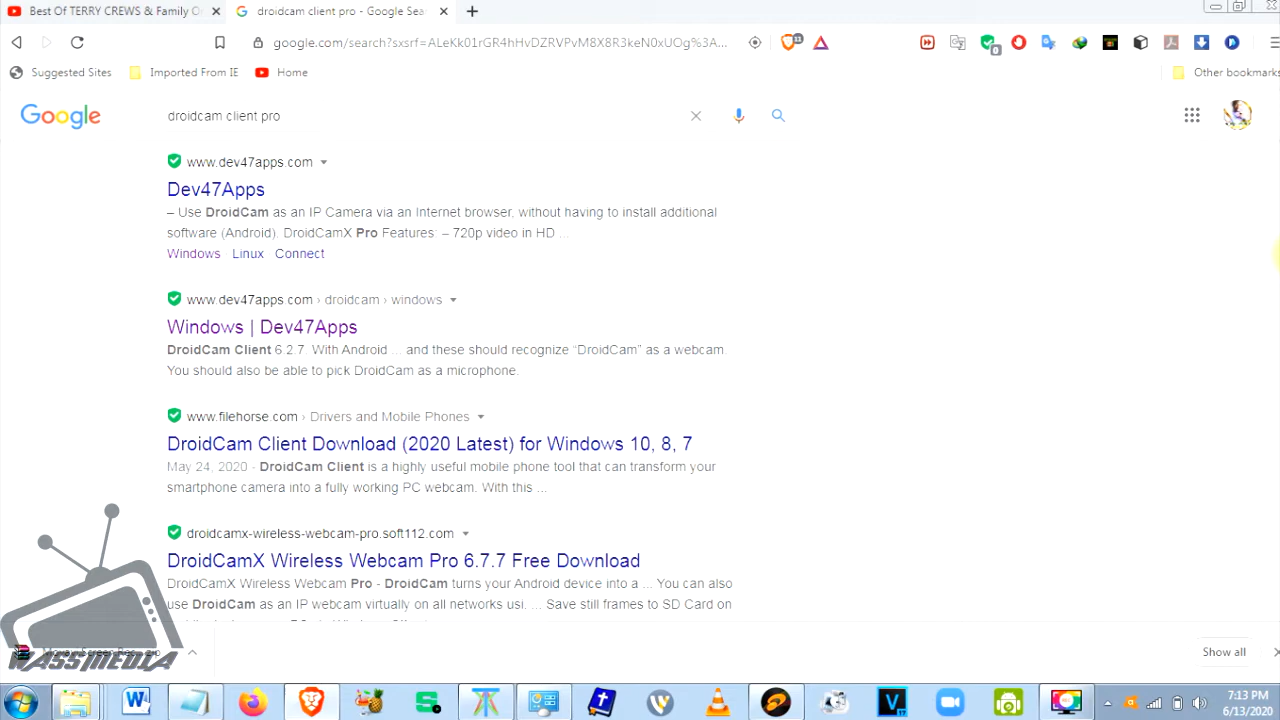 Best Of TERRY CREWS & Family O
droidcam client pro - Google Sea
google.com/search?sxsrf=ALeKk01rGR4hHvDZRVPvM8X8R3keN0xUOg%3A...
11
0
Suggested Sites
Imported From IE
Home
Other bookmarks
Google
droidcam client pro
www.dev47apps.com
Dev47Apps
– Use DroidCam as an IP Camera via an Internet browser, without having to install additional
software (Android). DroidCamX Pro Features: – 720p video in HD ...
Windows Linux Connect
www.dev47apps.com › droidcam › windows
Windows | Dev47Apps
DroidCam Client 6.2.7. With Android ... and these should recognize “DroidCam” as a webcam.
You should also be able to pick DroidCam as a microphone.
www.filehorse.com › Drivers and Mobile Phones
DroidCam Client Download (2020 Latest) for Windows 10, 8, 7
May 24, 2020 - DroidCam Client is a highly useful mobile phone tool that can transform your
smartphone camera into a fully working PC webcam. With this ...
droidcamx-wireless-webcam-pro.soft112.com
DroidCamX Wireless Webcam Pro 6.7.7 Free Download
DroidCamX Wireless Webcam Pro - DroidCam turns your Android device into a ... You can also
use DroidCam as an IP webcam virtually on all networks usi. ... Save still frames to SD Card on
WASSMEDIA
Show all
7:13 PM
6/13/2020